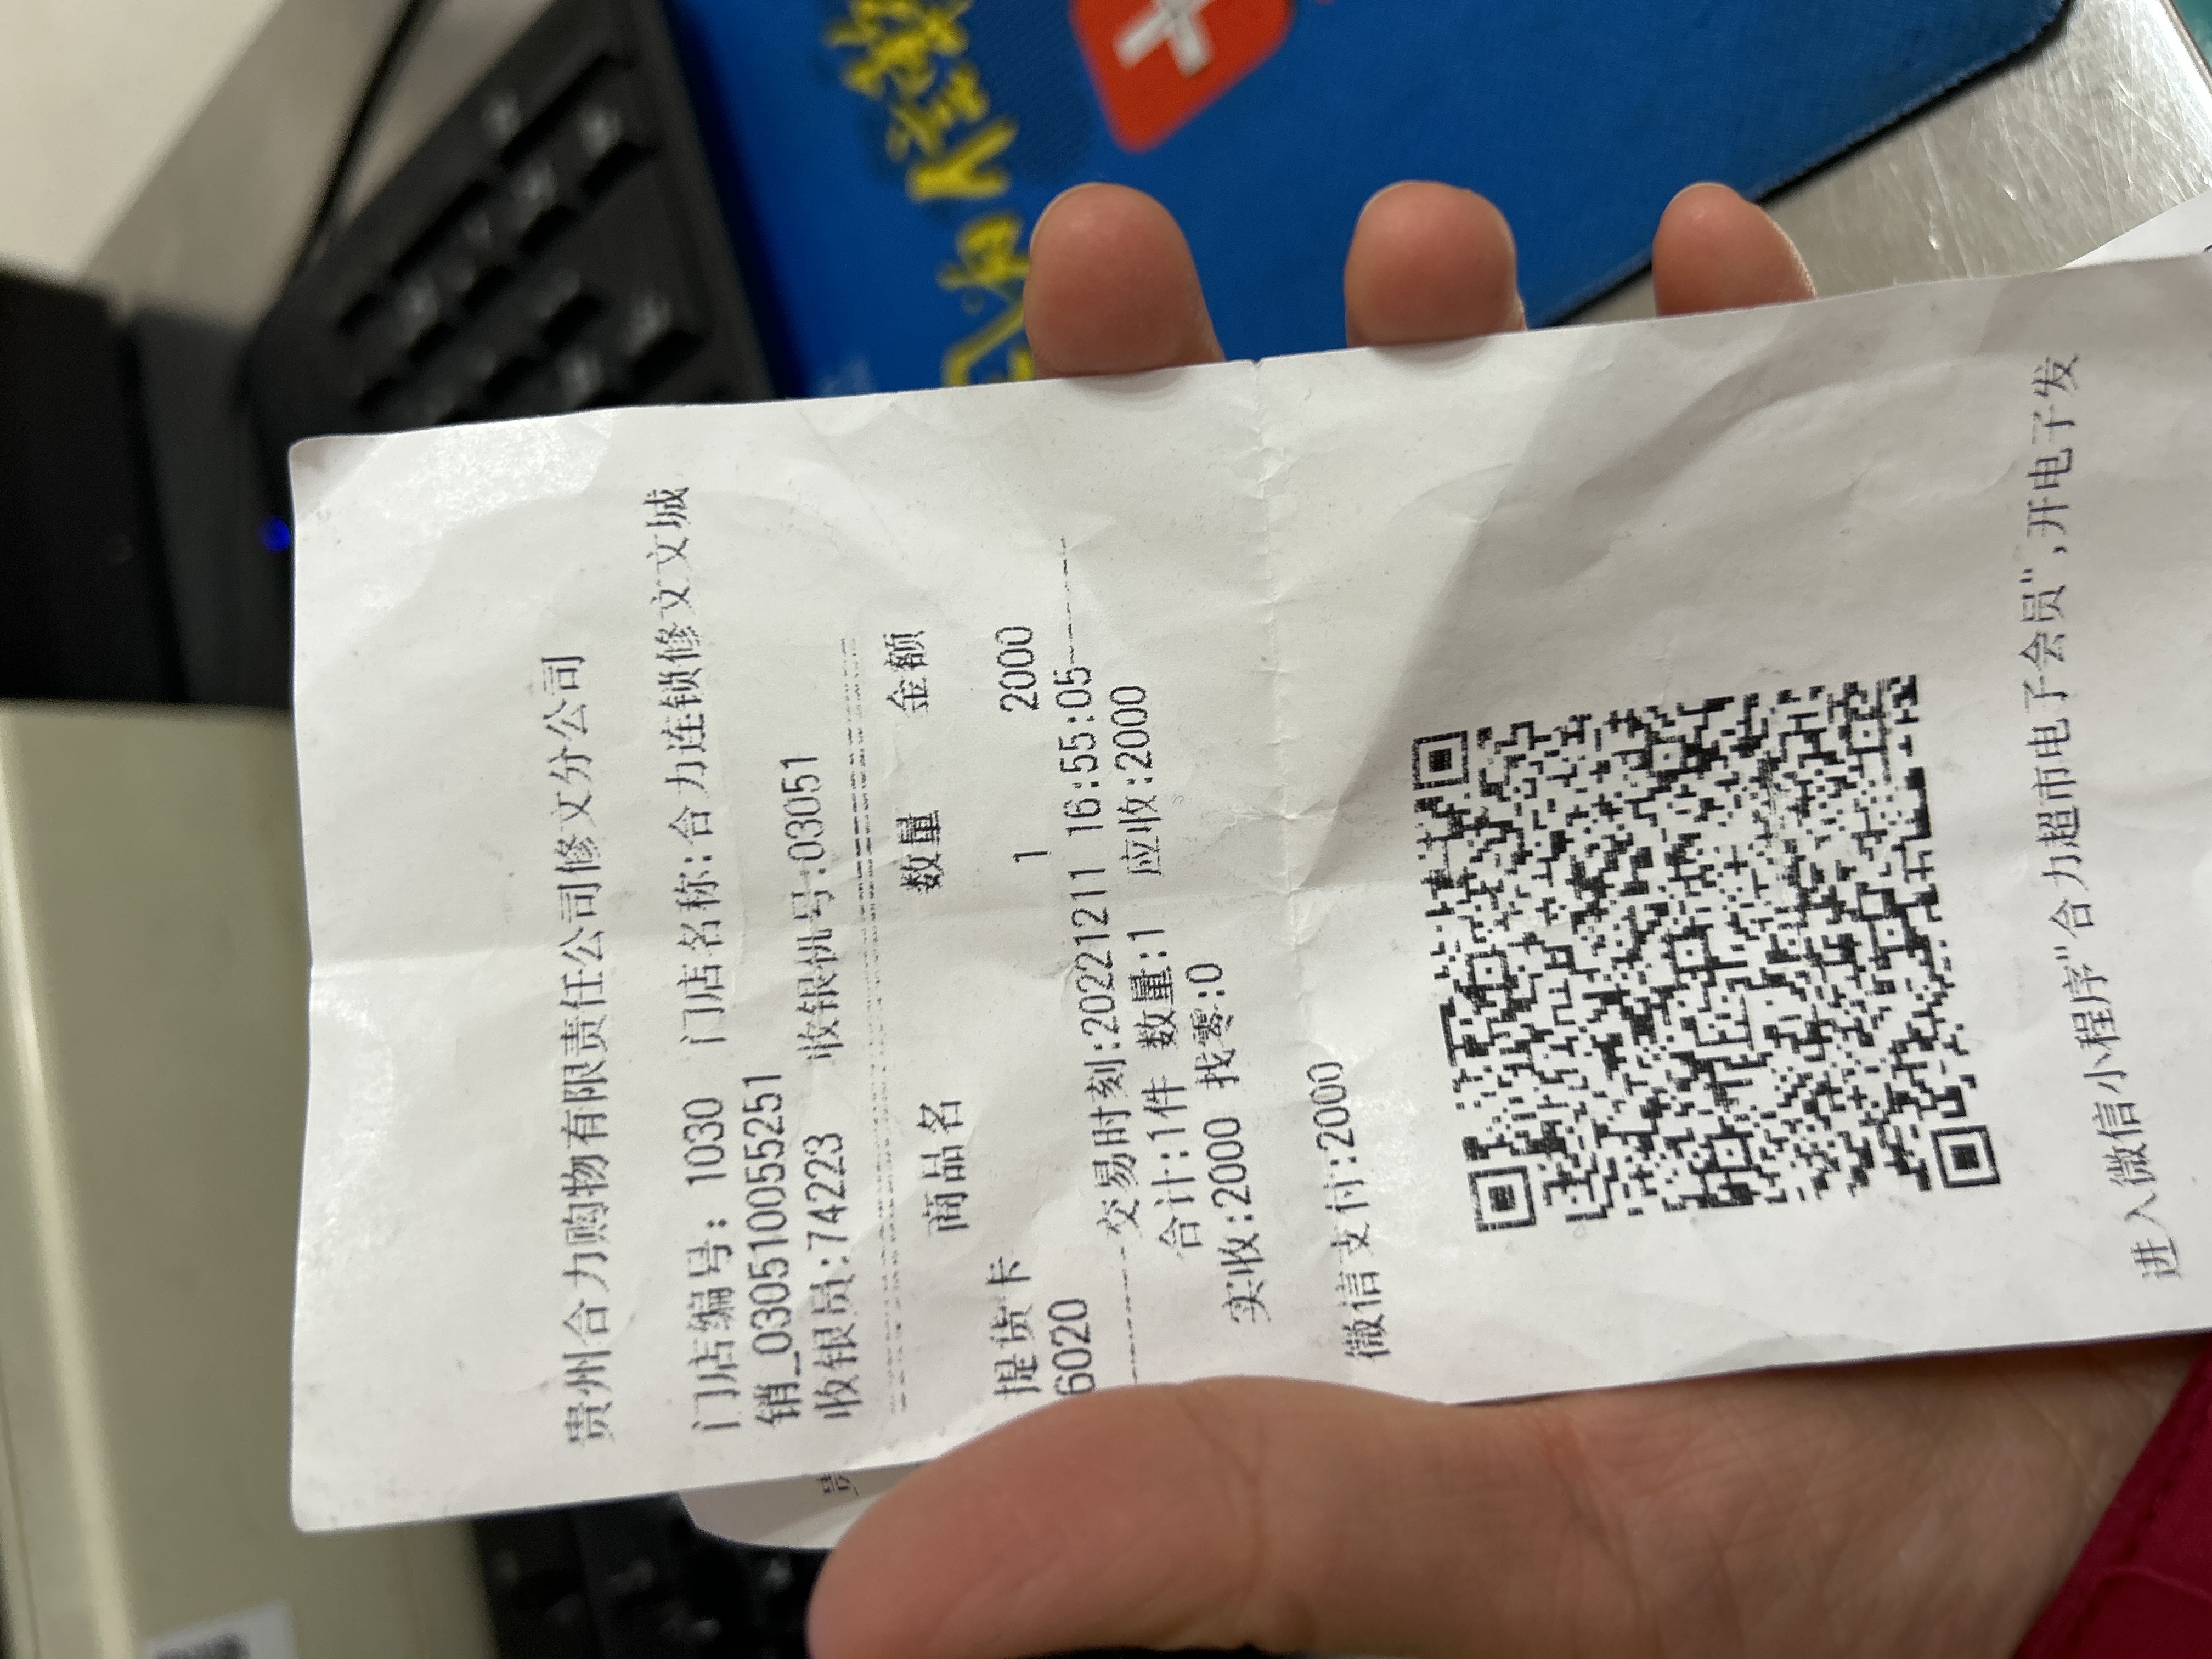 贵州合力购物有限责任公司修文分公司
门店编号: 1030 门店名称:合力连锁修文文城
销_030510055251
收银员:74223 收银机号:03051
商品名 数量 金额
提货卡 1 2000
6020
交易时刻:20221211 16:55:05
合计:1件 数量:1 应收:2000
实收:2000 找零:0
微信支付:2000
进入微信小程序"合力超市电子会员",开电子发